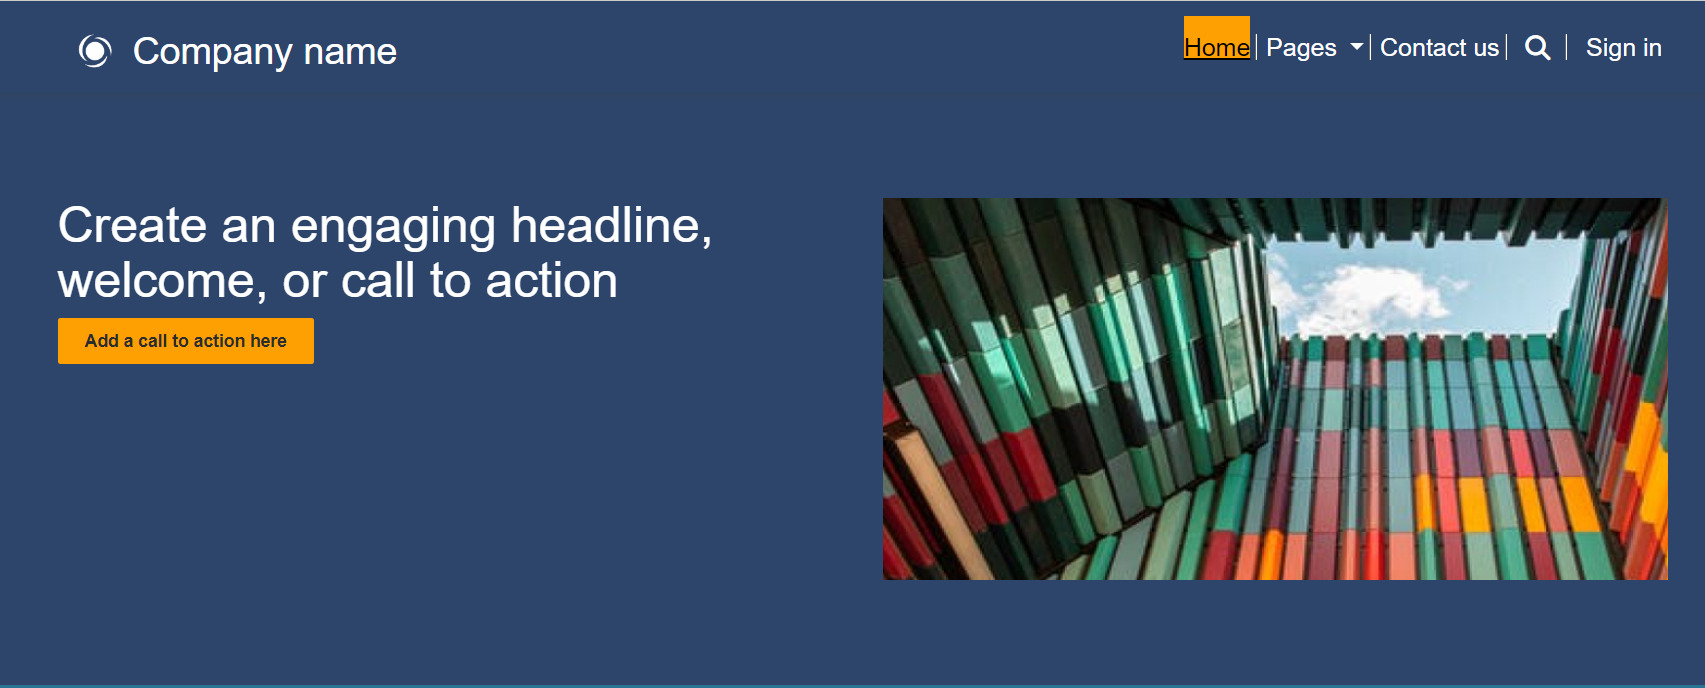 Company name
Home Pages Contact us Sign in
Create an engaging headline,
welcome, or call to action
Add a call to action here